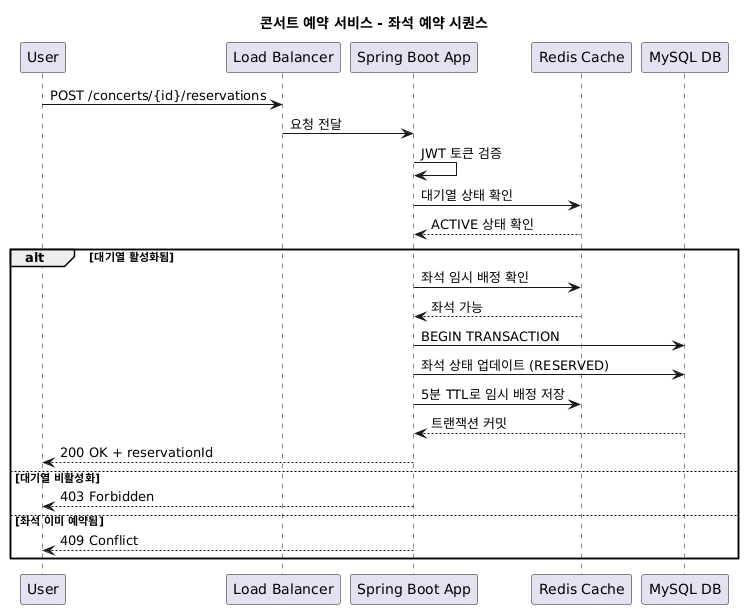 콘서트 예약 서비스 - 좌석 예약 시퀀스
User
Load Balancer
Spring Boot App
Redis Cache
MySQL DB
POST /concerts/{id}/reservations
요청 전달
JWT 토큰 검증
대기열 상태 확인
ACTIVE 상태 확인
alt
[대기열 활성화됨]
좌석 임시 배정 확인
좌석 가능
BEGIN TRANSACTION
좌석 상태 업데이트 (RESERVED)
5분 TTL로 임시 배정 저장
트랜잭션 커밋
200 OK + reservationId
[대기열 비활성화]
403 Forbidden
[좌석 이미 예약됨]
409 Conflict
User
Load Balancer
Spring Boot App
Redis Cache
MySQL DB